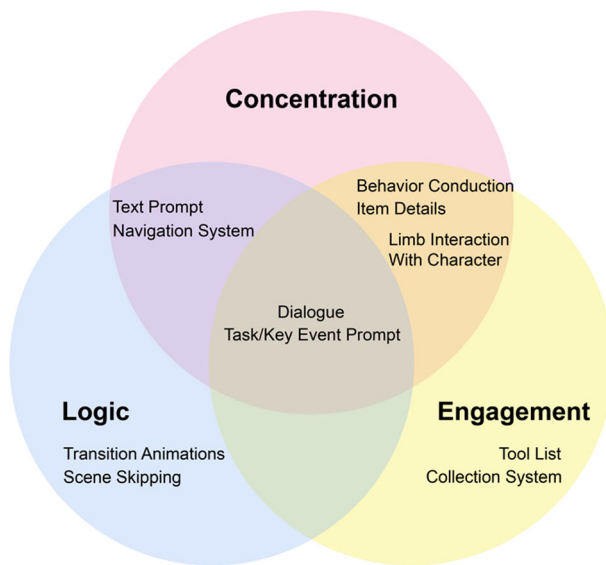 Concentration
Behavior Conduction
Item Details
Text Prompt
Navigation System
Limb Interaction
With Character
Dialogue
Task/Key Event Prompt
Logic
Transition Animations
Scene Skipping
Engagement
Tool List
Collection System